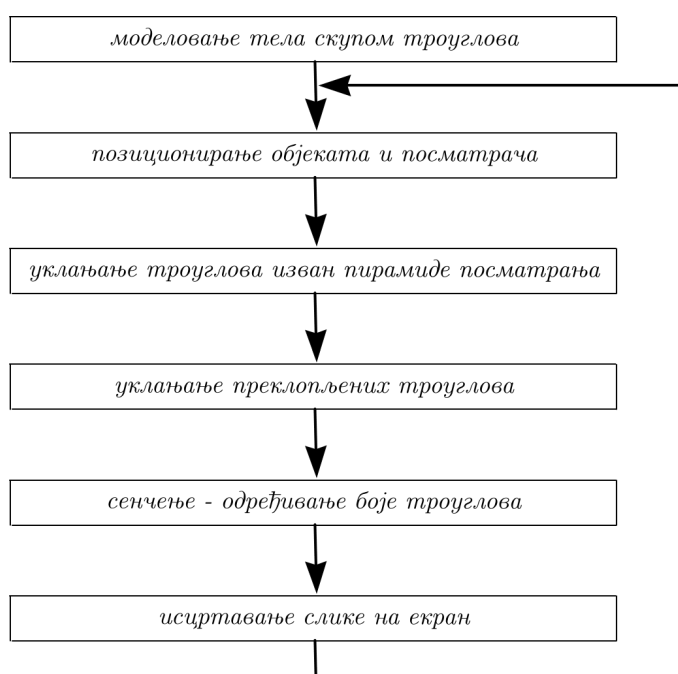 моделовање тела скупом троуглова
позиционирање објеката и посматрача
уклањање троуглова изван пирамиде посматрања
уклањање преклопљених троуглова
сенчење - одређивање боје троуглова
исцртавање слике на екран